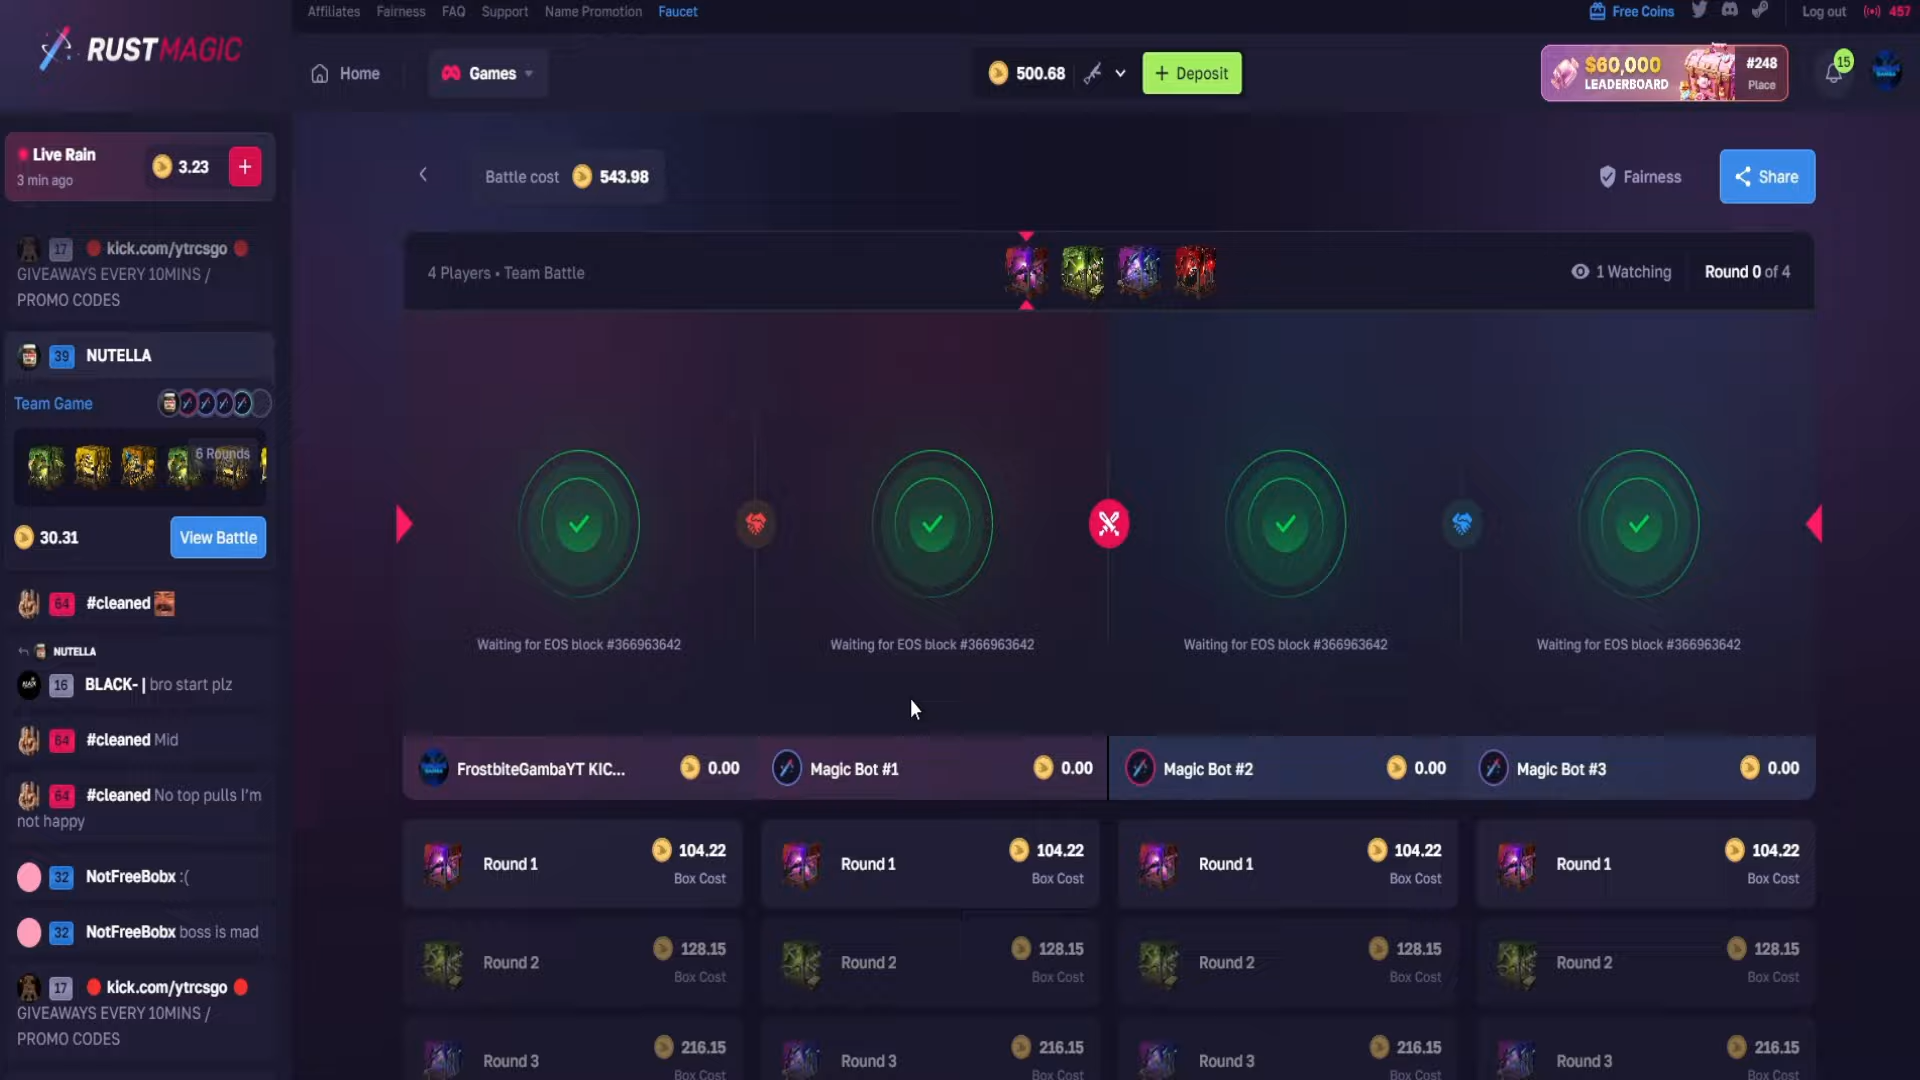 Affiliates Fairness FAQ Support Name Promotion Faucet
Free Coins Log out 457
RUSTMAGIC
Home Games 500.68 + Deposit
$60,000 LEADERBOARD #248 Place 15
Live Rain
3 min ago
3.23 +
17 kick.com/ytrcsgo
GIVEAWAYS EVERY 10MINS /
PROMO CODES
39 NUTELLA
Team Game
6 Rounds
30.31 View Battle
64 #cleaned
NUTELLA
16 BLACK- | bro start plz
64 #cleaned Mid
64 #cleaned No top pulls I'm
not happy
32 NotFreeBobx :(
32 NotFreeBobx boss is mad
17 kick.com/ytrcsgo
GIVEAWAYS EVERY 10MINS /
PROMO CODES
Battle cost 543.98 Fairness Share
4 Players • Team Battle 1 Watching Round 0 of 4
Waiting for EOS block #366963642 Waiting for EOS block #366963642 Waiting for EOS block #366963642 Waiting for EOS block #366963642
FrostbiteGambaYT KIC... 0.00 Magic Bot #1 0.00 Magic Bot #2 0.00 Magic Bot #3 0.00
Round 1 104.22 Box Cost Round 1 104.22 Box Cost Round 1 104.22 Box Cost Round 1 104.22 Box Cost
Round 2 128.15 Box Cost Round 2 128.15 Box Cost Round 2 128.15 Box Cost Round 2 128.15 Box Cost
Round 3 216.15 Box Cost Round 3 216.15 Box Cost Round 3 216.15 Box Cost Round 3 216.15 Box Cost